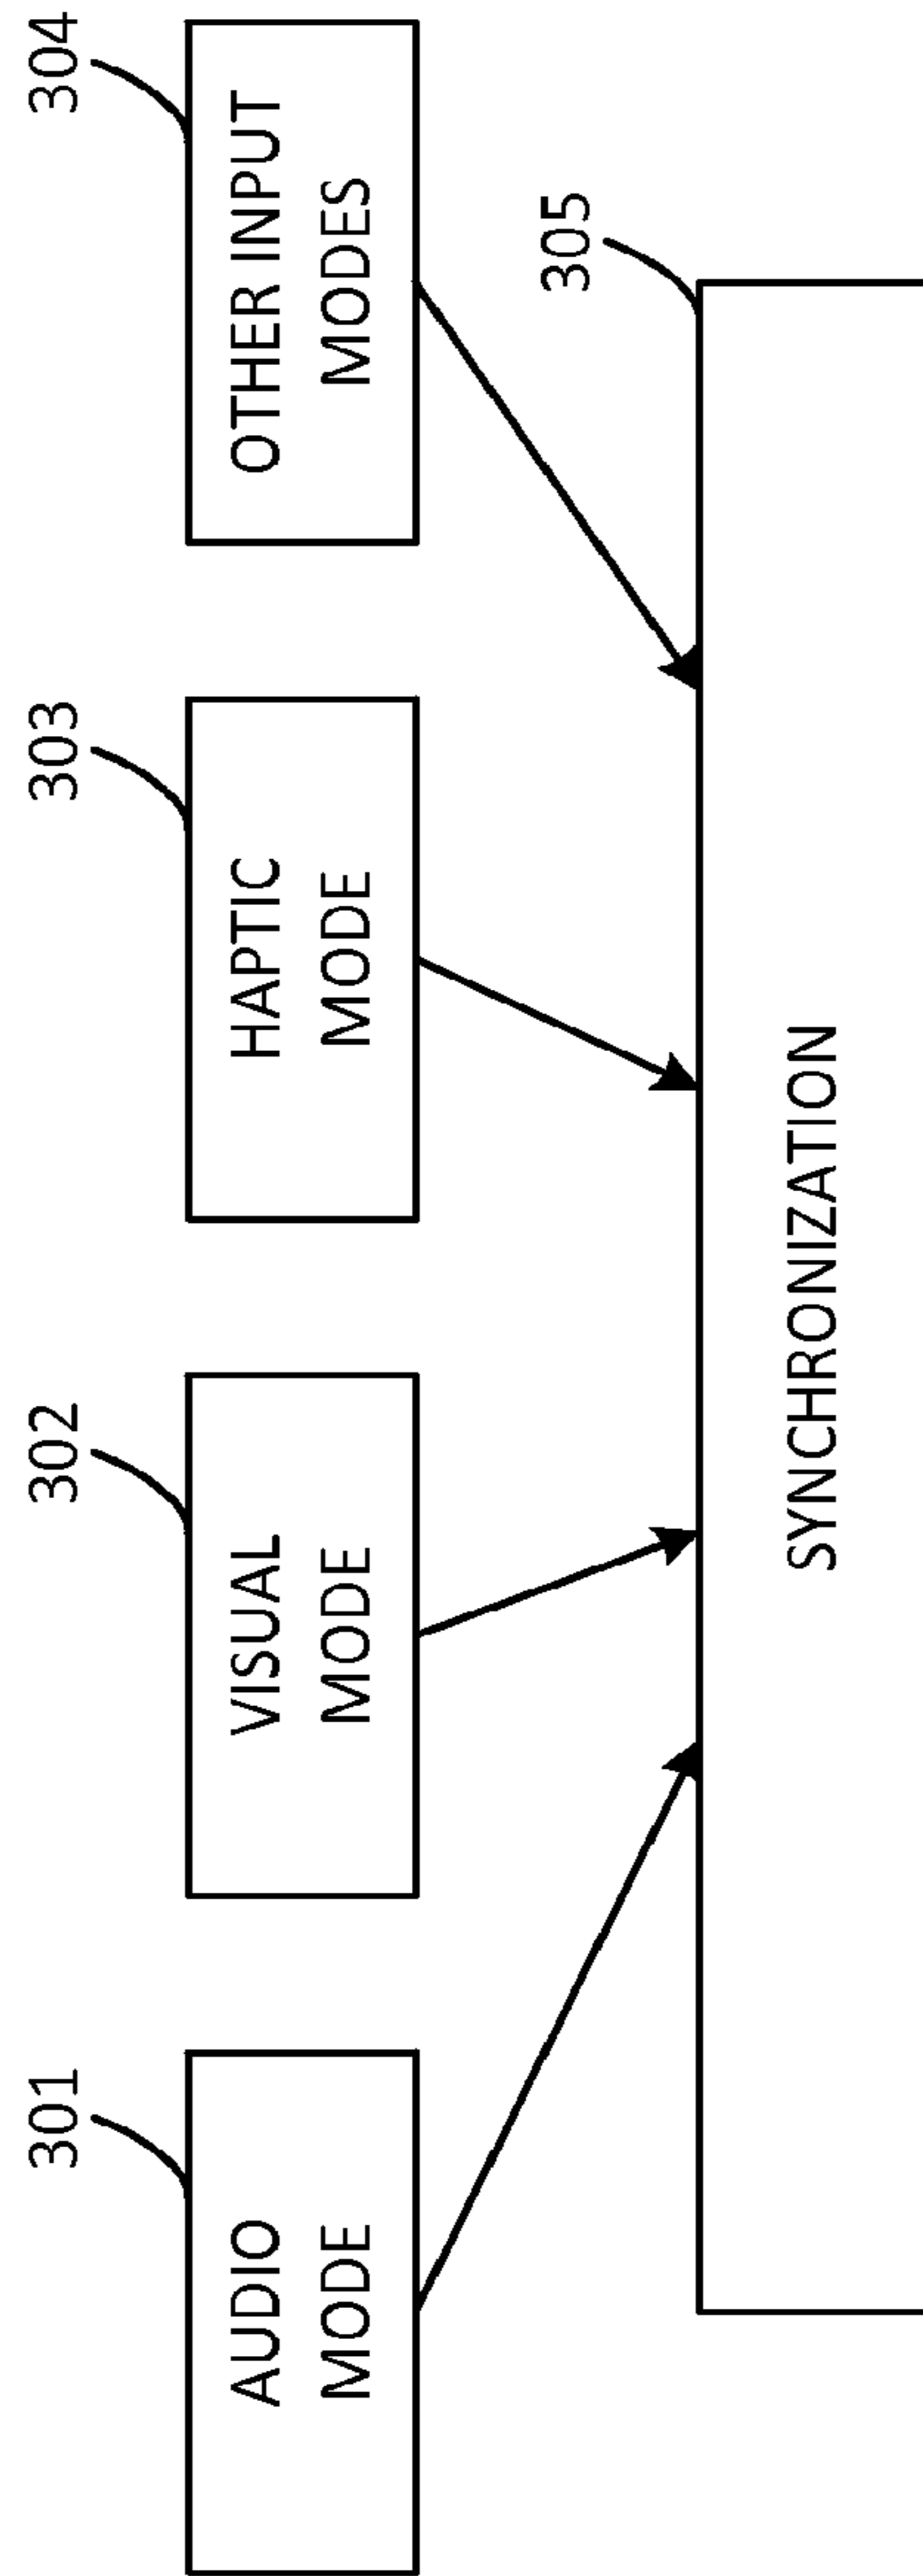 301
302
303
304
AUDIO
MODE
VISUAL
MODE
HAPTIC
MODE
OTHER INPUT
MODES
305
SYNCHRONIZATION